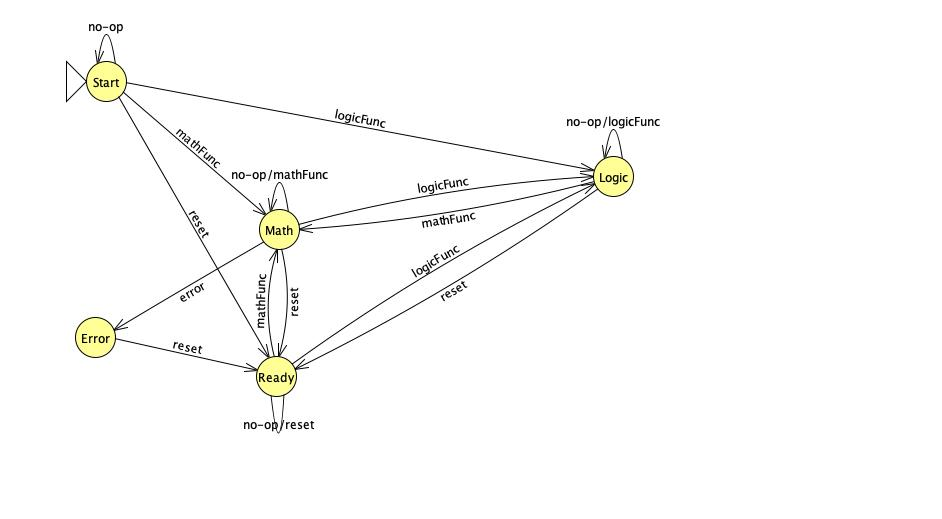 no-op
Start
logicFunc
no-op/logicFunc
mathFunc
no-op/mathFunc
Logic
logicFunc
mathFunc
reset
Math
logicFunc
error
mathFunc
reset
reset
Error
reset
Ready
no-op/reset